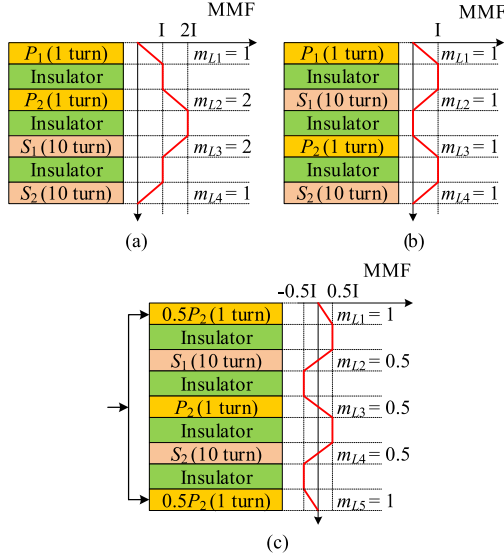 MMF
I 2I
P1 (1 turn) mL1 = 1
Insulator
P2 (1 turn) mL2 = 2
Insulator
S1 (10 turn) mL3 = 2
Insulator
S2 (10 turn) mL4 = 1
(a)
MMF
I
P1 (1 turn) mL1 = 1
Insulator
S1 (10 turn) mL2 = 1
Insulator
P2 (1 turn) mL3 = 1
Insulator
S2 (10 turn) mL4 = 1
(b)
MMF
-0.5I 0.5I
0.5P2 (1 turn) mL1 = 1
Insulator
S1 (10 turn) mL2 = 0.5
Insulator
P2 (1 turn) mL3 = 0.5
Insulator
S2 (10 turn) mL4 = 0.5
Insulator
0.5P2 (1 turn) mL5 = 1
(c)